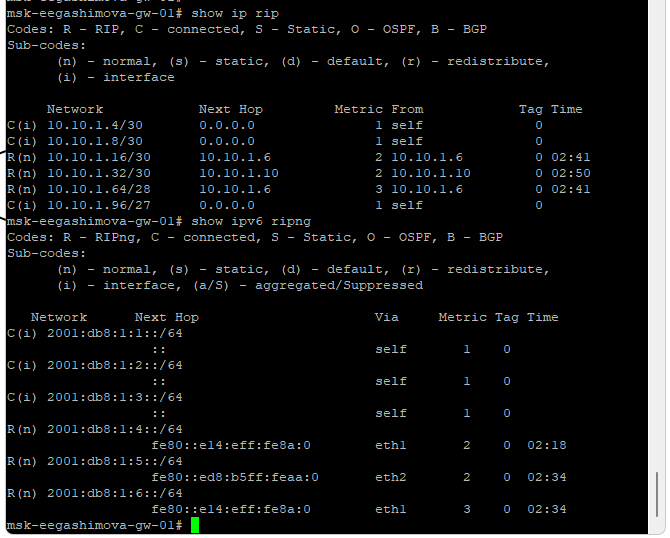 msk-eegashimova-gw-01# show ip rip
Codes: R - RIP, C - connected, S - Static, O - OSPF, B - BGP
Sub-codes:
      (n) - normal, (s) - static, (d) - default, (r) - redistribute,
      (i) - interface

     Network            Next Hop         Metric From            Tag Time
C(i) 10.10.1.4/30       0.0.0.0               1 self              0
C(i) 10.10.1.8/30       0.0.0.0               1 self              0
R(n) 10.10.1.16/30      10.10.1.6             2 10.10.1.6         0 02:41
R(n) 10.10.1.32/30      10.10.1.10            2 10.10.1.10        0 02:50
R(n) 10.10.1.64/28      10.10.1.6             3 10.10.1.6         0 02:41
C(i) 10.10.1.96/27      0.0.0.0               1 self              0
msk-eegashimova-gw-01# show ipv6 ripng
Codes: R - RIPng, C - connected, S - Static, O - OSPF, B - BGP
Sub-codes:
      (n) - normal, (s) - static, (d) - default, (r) - redistribute,
      (i) - interface, (a/S) - aggregated/Suppressed

   Network      Next Hop                      Via     Metric Tag Time
C(i) 2001:db8:1:1::/64
                  ::                          self       1    0
C(i) 2001:db8:1:2::/64
                  ::                          self       1    0
C(i) 2001:db8:1:3::/64
                  ::                          self       1    0
R(n) 2001:db8:1:4::/64
                  fe80::e14:eff:fe8a:0        eth1       2    0  02:18
R(n) 2001:db8:1:5::/64
                  fe80::ed8:b5ff:feaa:0       eth2       2    0  02:34
R(n) 2001:db8:1:6::/64
                  fe80::e14:eff:fe8a:0        eth1       3    0  02:34
msk-eegashimova-gw-01#